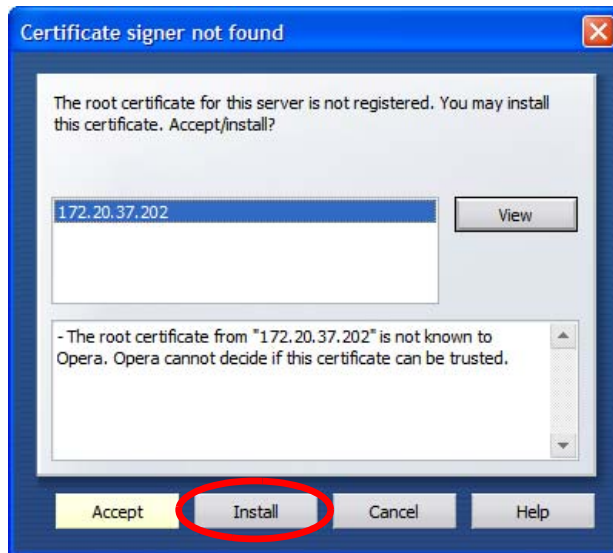 Certificate signer not found
The root certificate for this server is not registered. You may install
this certificate. Accept/install?
172.20.37.202
View
- The root certificate from "172.20.37.202" is not known to
Opera. Opera cannot decide if this certificate can be trusted.
Accept
Install
Cancel
Help